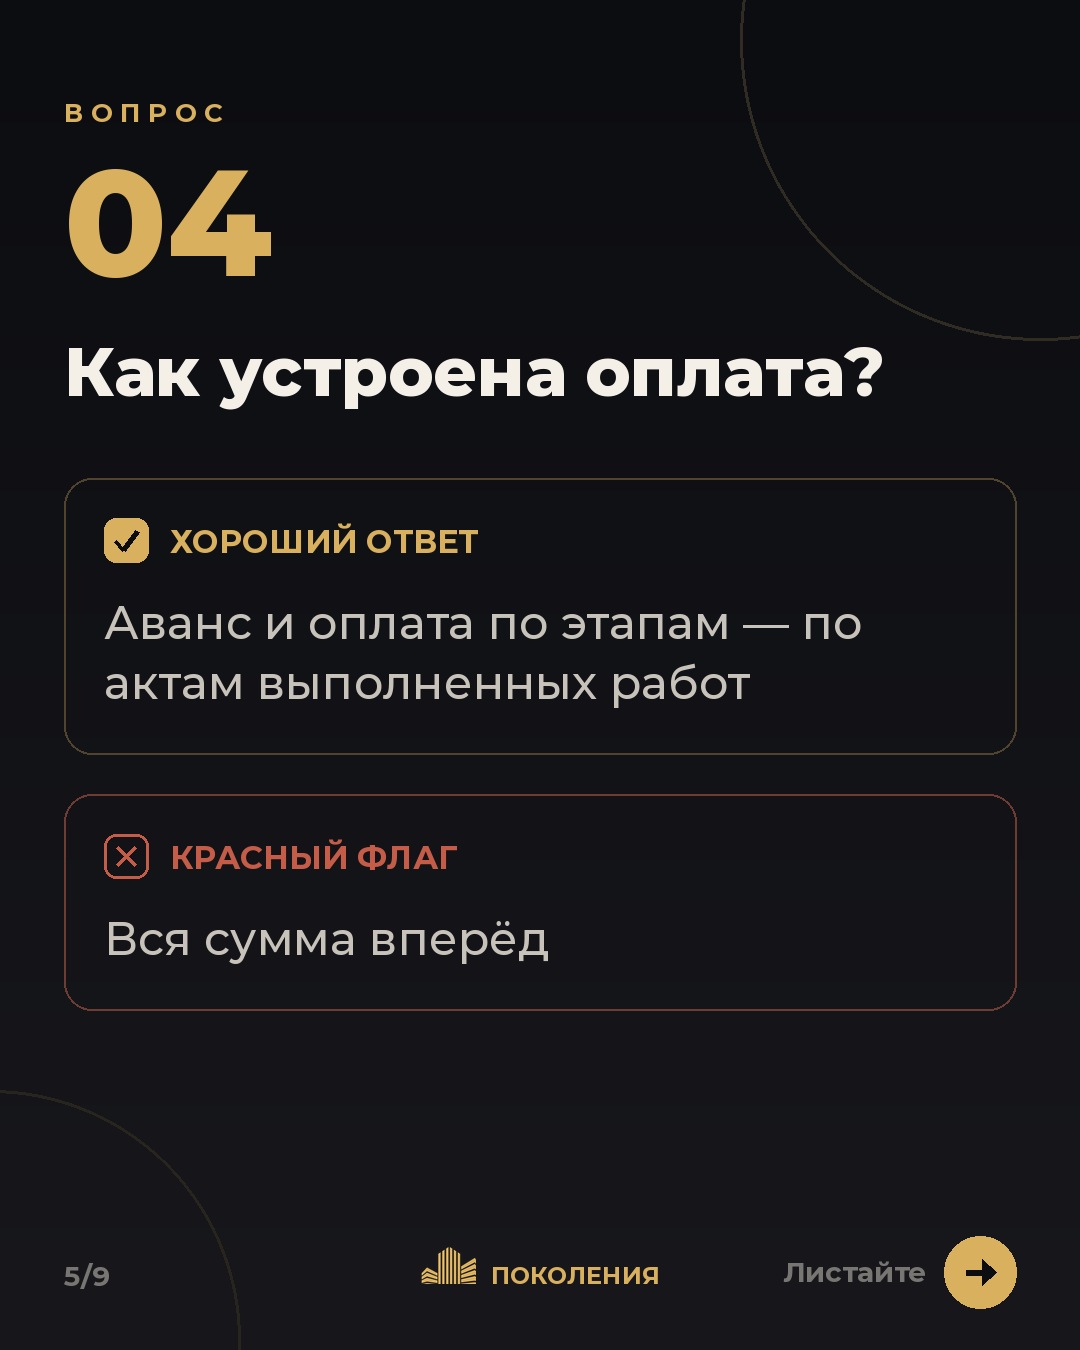 ВОПРОС
04
Как устроена оплата?
ХОРОШИЙ ОТВЕТ
Аванс и оплата по этапам — по
актам выполненных работ
КРАСНЫЙ ФЛАГ
Вся сумма вперёд
5/9
ПОКОЛЕНИЯ
Листайте